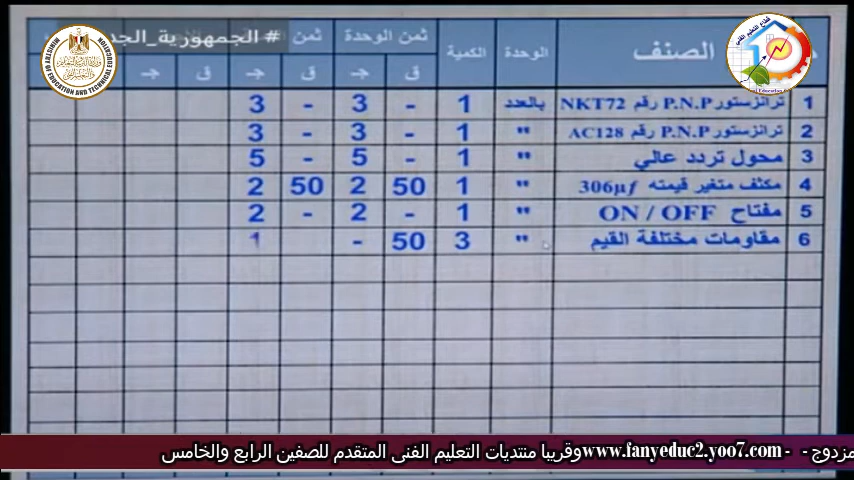 # الجمهورية_الجد
الصنف الوحدة الكمية ثمن الوحدة ثمن
ق جـ ق جـ ق جـ
1 ترانزستور P.N.P رقم NKT72 بالعدد 1 - 3 - 3
2 ترانزستور P.N.P رقم AC128 " 1 - 3 - 3
3 محول تردد عالي " 1 - 5 - 5
4 مكثف متغير قيمته 306µf " 1 50 2 50 2
5 مفتاح ON / OFF " 1 - 2 - 2
6 مقاومات مختلفة القيم " 3 50 - 1
مزدوج - - www.fanyeduc2.yoo7.com وقريبا منتديات التعليم الفنى المتقدم للصفين الرابع والخامس